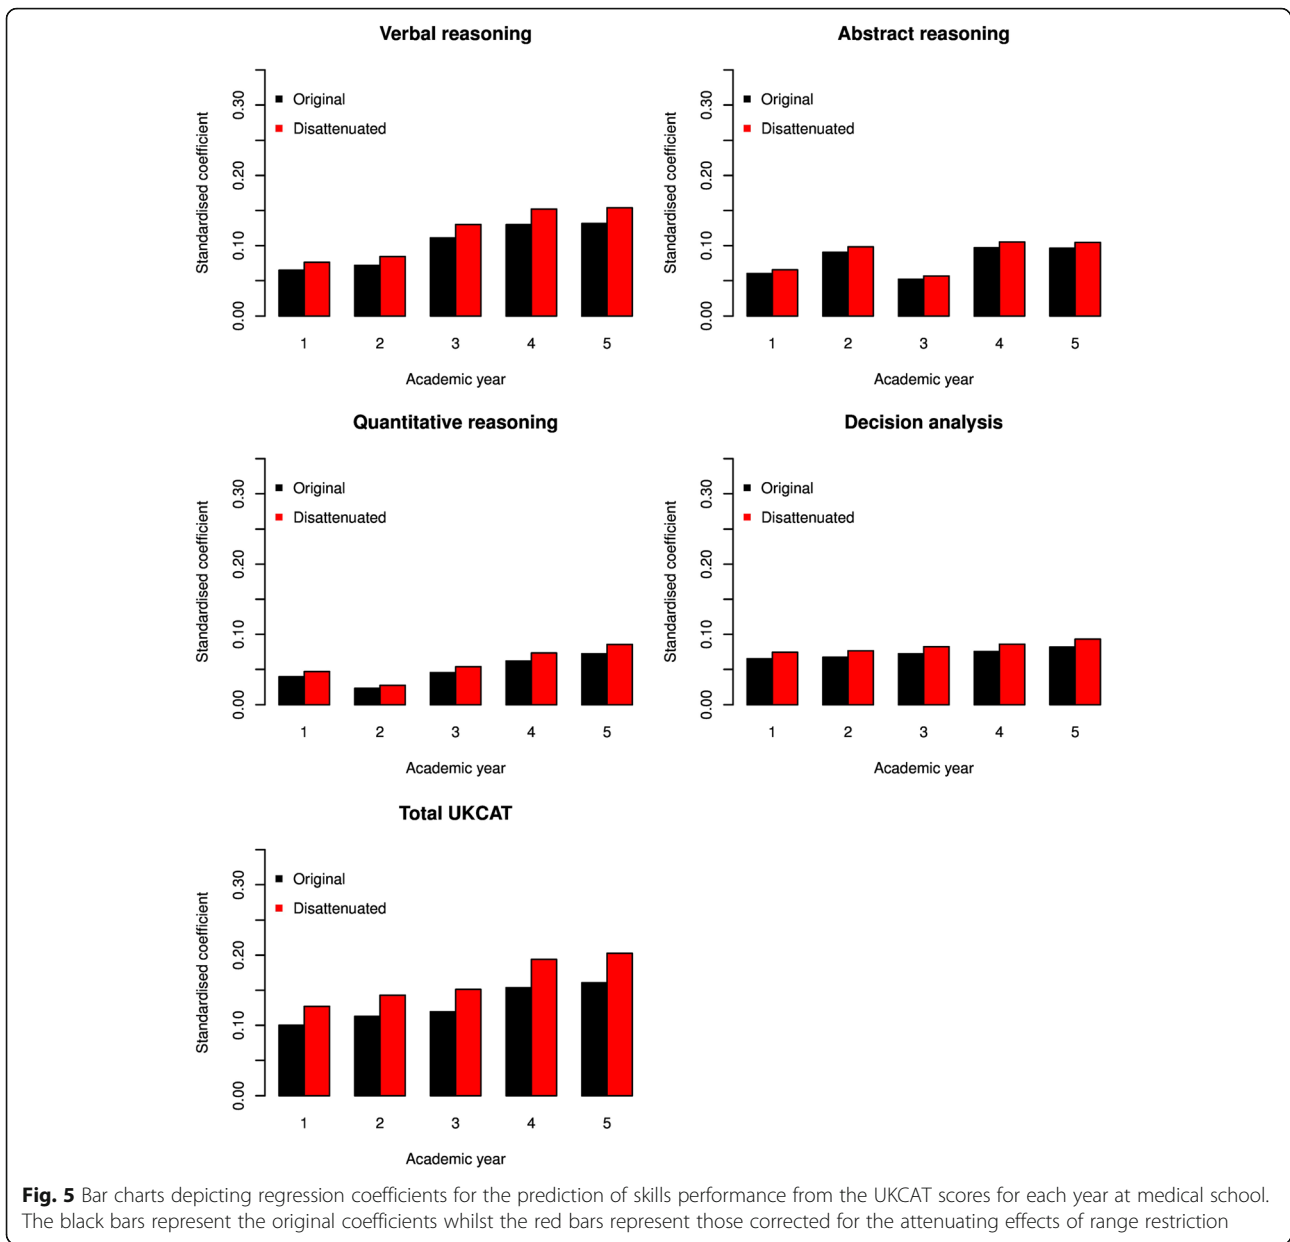 Verbal reasoning
Standardised coefficient
0.00 0.10 0.20 0.30
Original
Disattenuated
1 2 3 4 5
Academic year
Abstract reasoning
Standardised coefficient
0.00 0.10 0.20 0.30
Original
Disattenuated
1 2 3 4 5
Academic year
Quantitative reasoning
Standardised coefficient
0.00 0.10 0.20 0.30
Original
Disattenuated
1 2 3 4 5
Academic year
Decision analysis
Standardised coefficient
0.00 0.10 0.20 0.30
Original
Disattenuated
1 2 3 4 5
Academic year
Total UKCAT
Standardised coefficient
0.00 0.10 0.20 0.30
Original
Disattenuated
1 2 3 4 5
Academic year
Fig. 5 Bar charts depicting regression coefficients for the prediction of skills performance from the UKCAT scores for each year at medical school.
The black bars represent the original coefficients whilst the red bars represent those corrected for the attenuating effects of range restriction